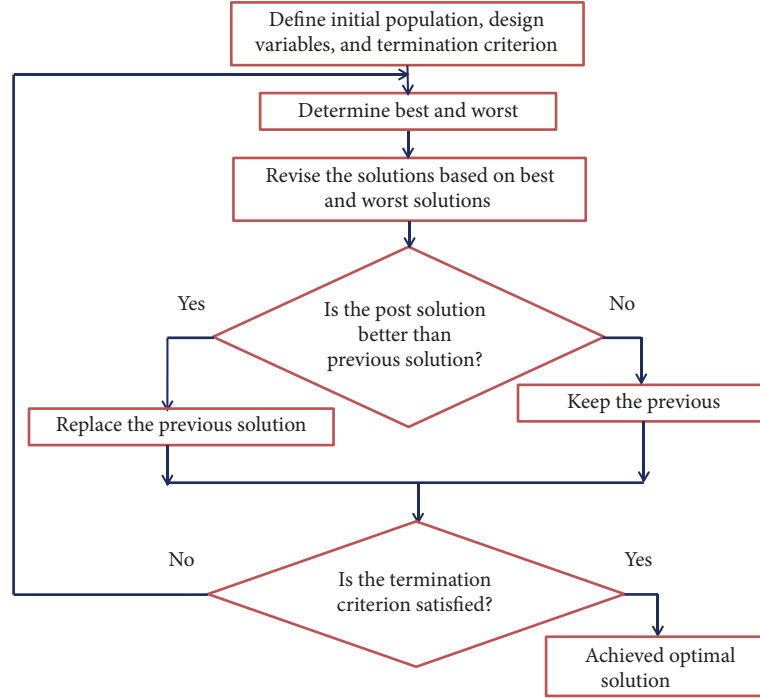 Define initial population, design
variables, and termination criterion
Determine best and worst
Revise the solutions based on best
and worst solutions
Yes
No
Is the post solution
better than
previous solution?
Replace the previous solution
Keep the previous
No
Yes
Is the termination
criterion satisfied?
Achieved optimal
solution